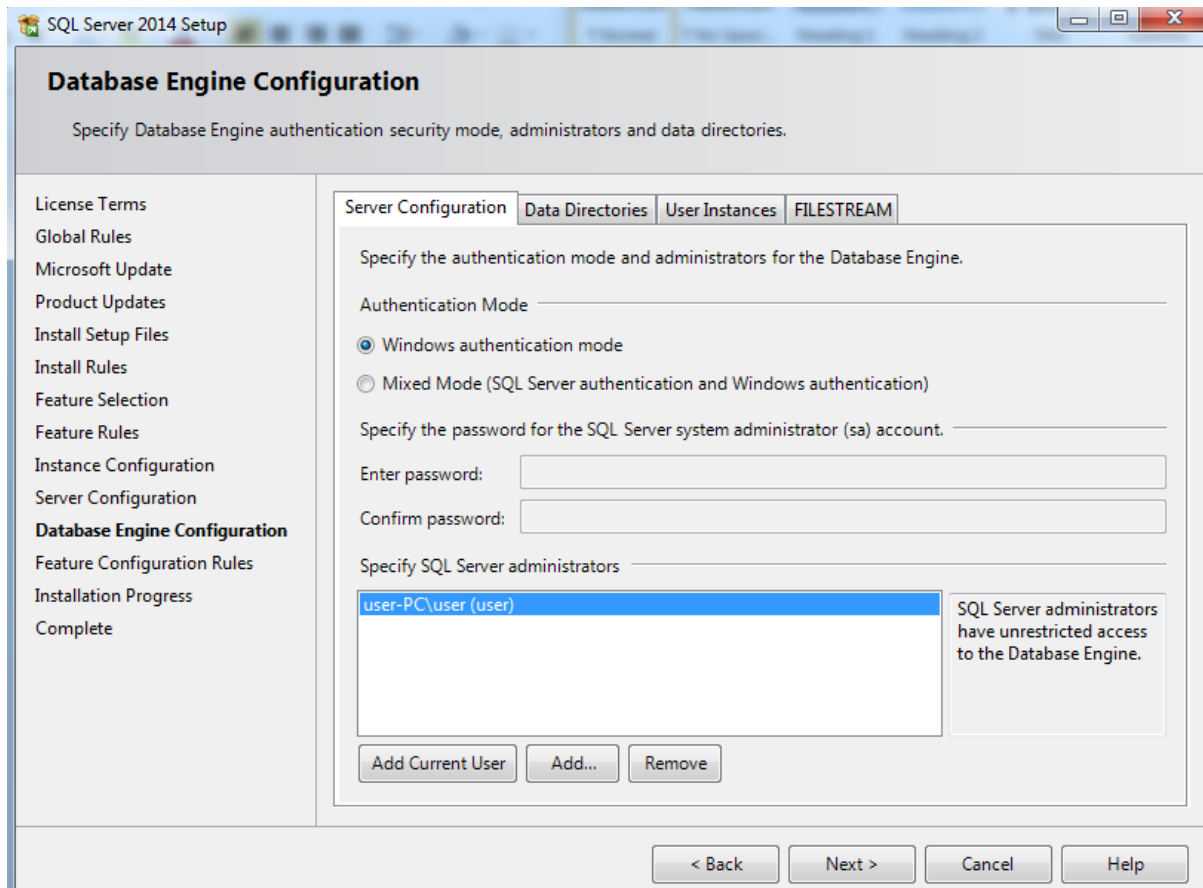 SQL Server 2014 Setup
Database Engine Configuration
Specify Database Engine authentication security mode, administrators and data directories.
License Terms
Global Rules
Microsoft Update
Product Updates
Install Setup Files
Install Rules
Feature Selection
Feature Rules
Instance Configuration
Server Configuration
Database Engine Configuration
Feature Configuration Rules
Installation Progress
Complete
Server Configuration Data Directories User Instances FILESTREAM
Specify the authentication mode and administrators for the Database Engine.
Authentication Mode
Windows authentication mode
Mixed Mode (SQL Server authentication and Windows authentication)
Specify the password for the SQL Server system administrator (sa) account.
Enter password:
Confirm password:
Specify SQL Server administrators
user-PC\user (user)
SQL Server administrators
have unrestricted access
to the Database Engine.
Add Current User Add... Remove
< Back Next > Cancel Help